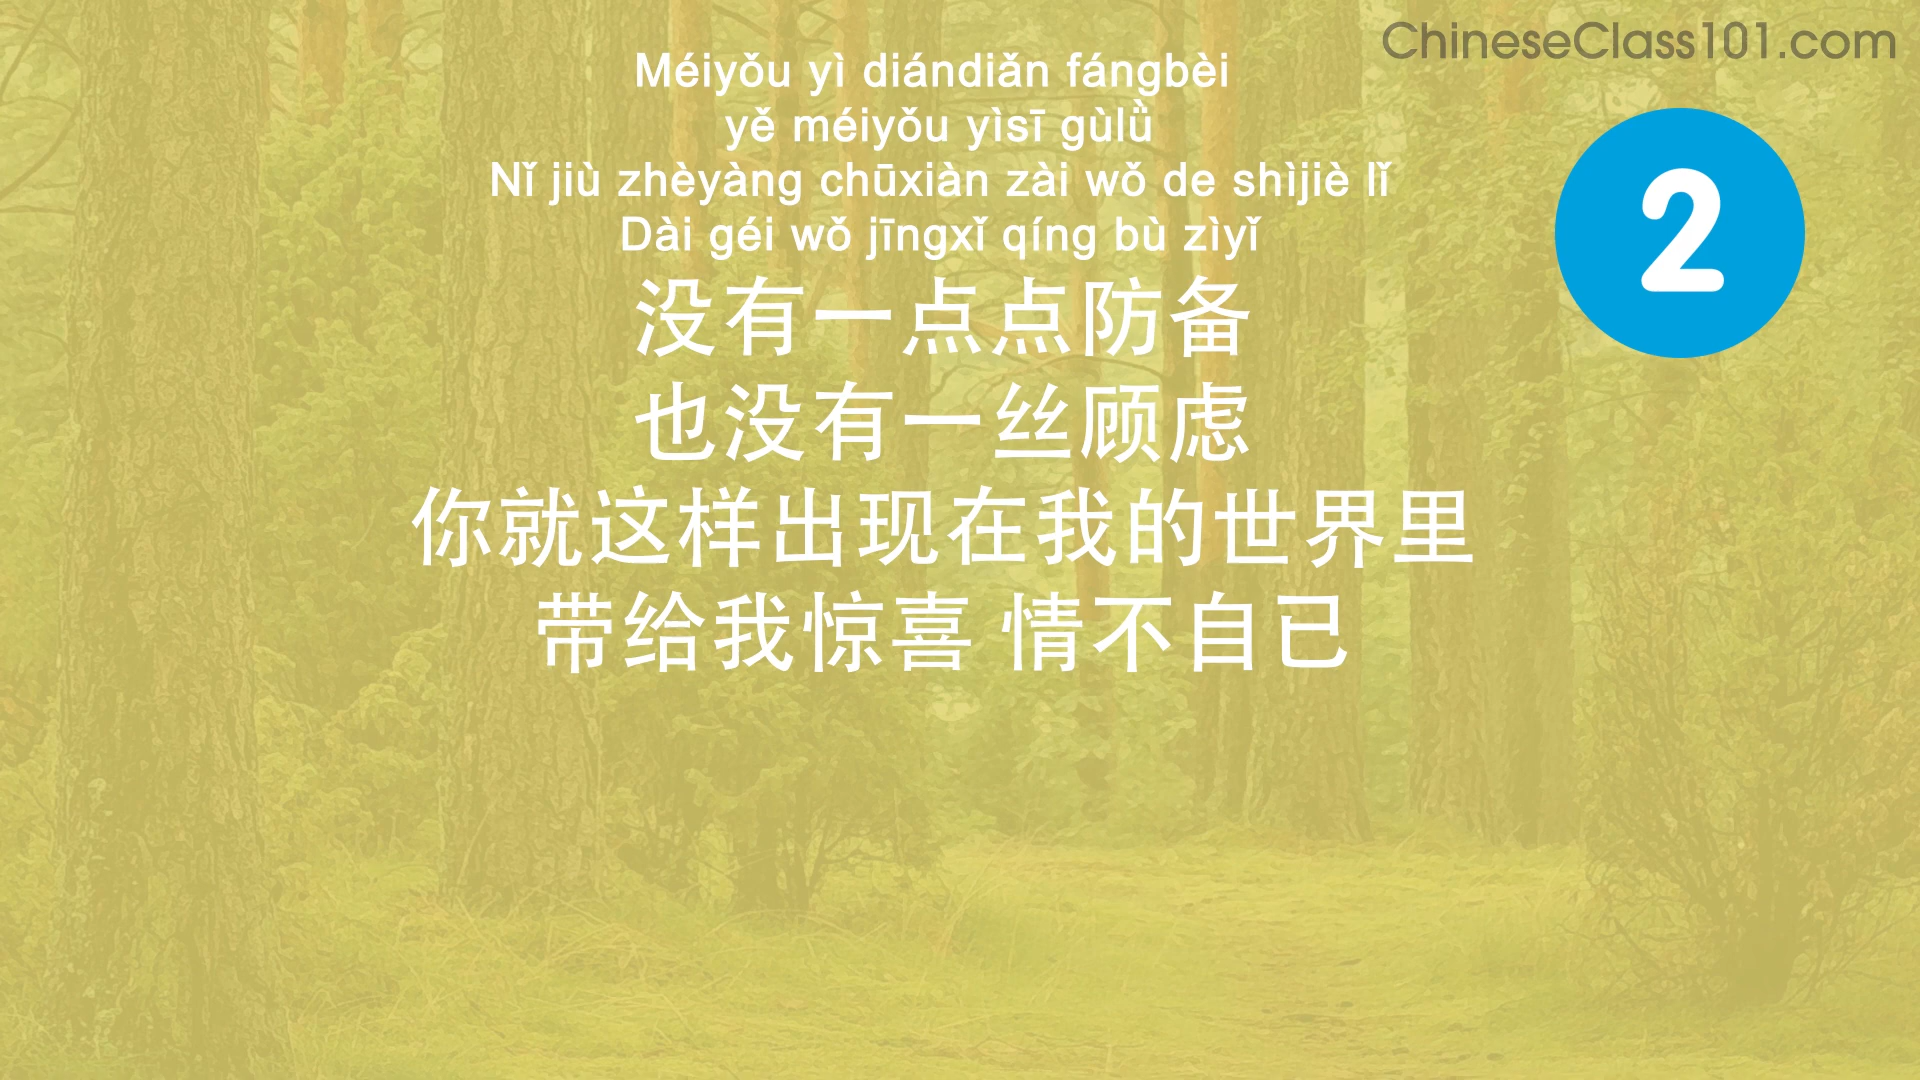 ChineseClass101.com
2
Méiyǒu yì diándiǎn fángbèi
yě méiyǒu yìsī gùlǜ
Nǐ jiù zhèyàng chūxiàn zài wǒ de shìjiè lǐ
Dài géi wǒ jīngxǐ qíng bù zìyǐ
没有一点点防备
也没有一丝顾虑
你就这样出现在我的世界里
带给我惊喜 情不自已